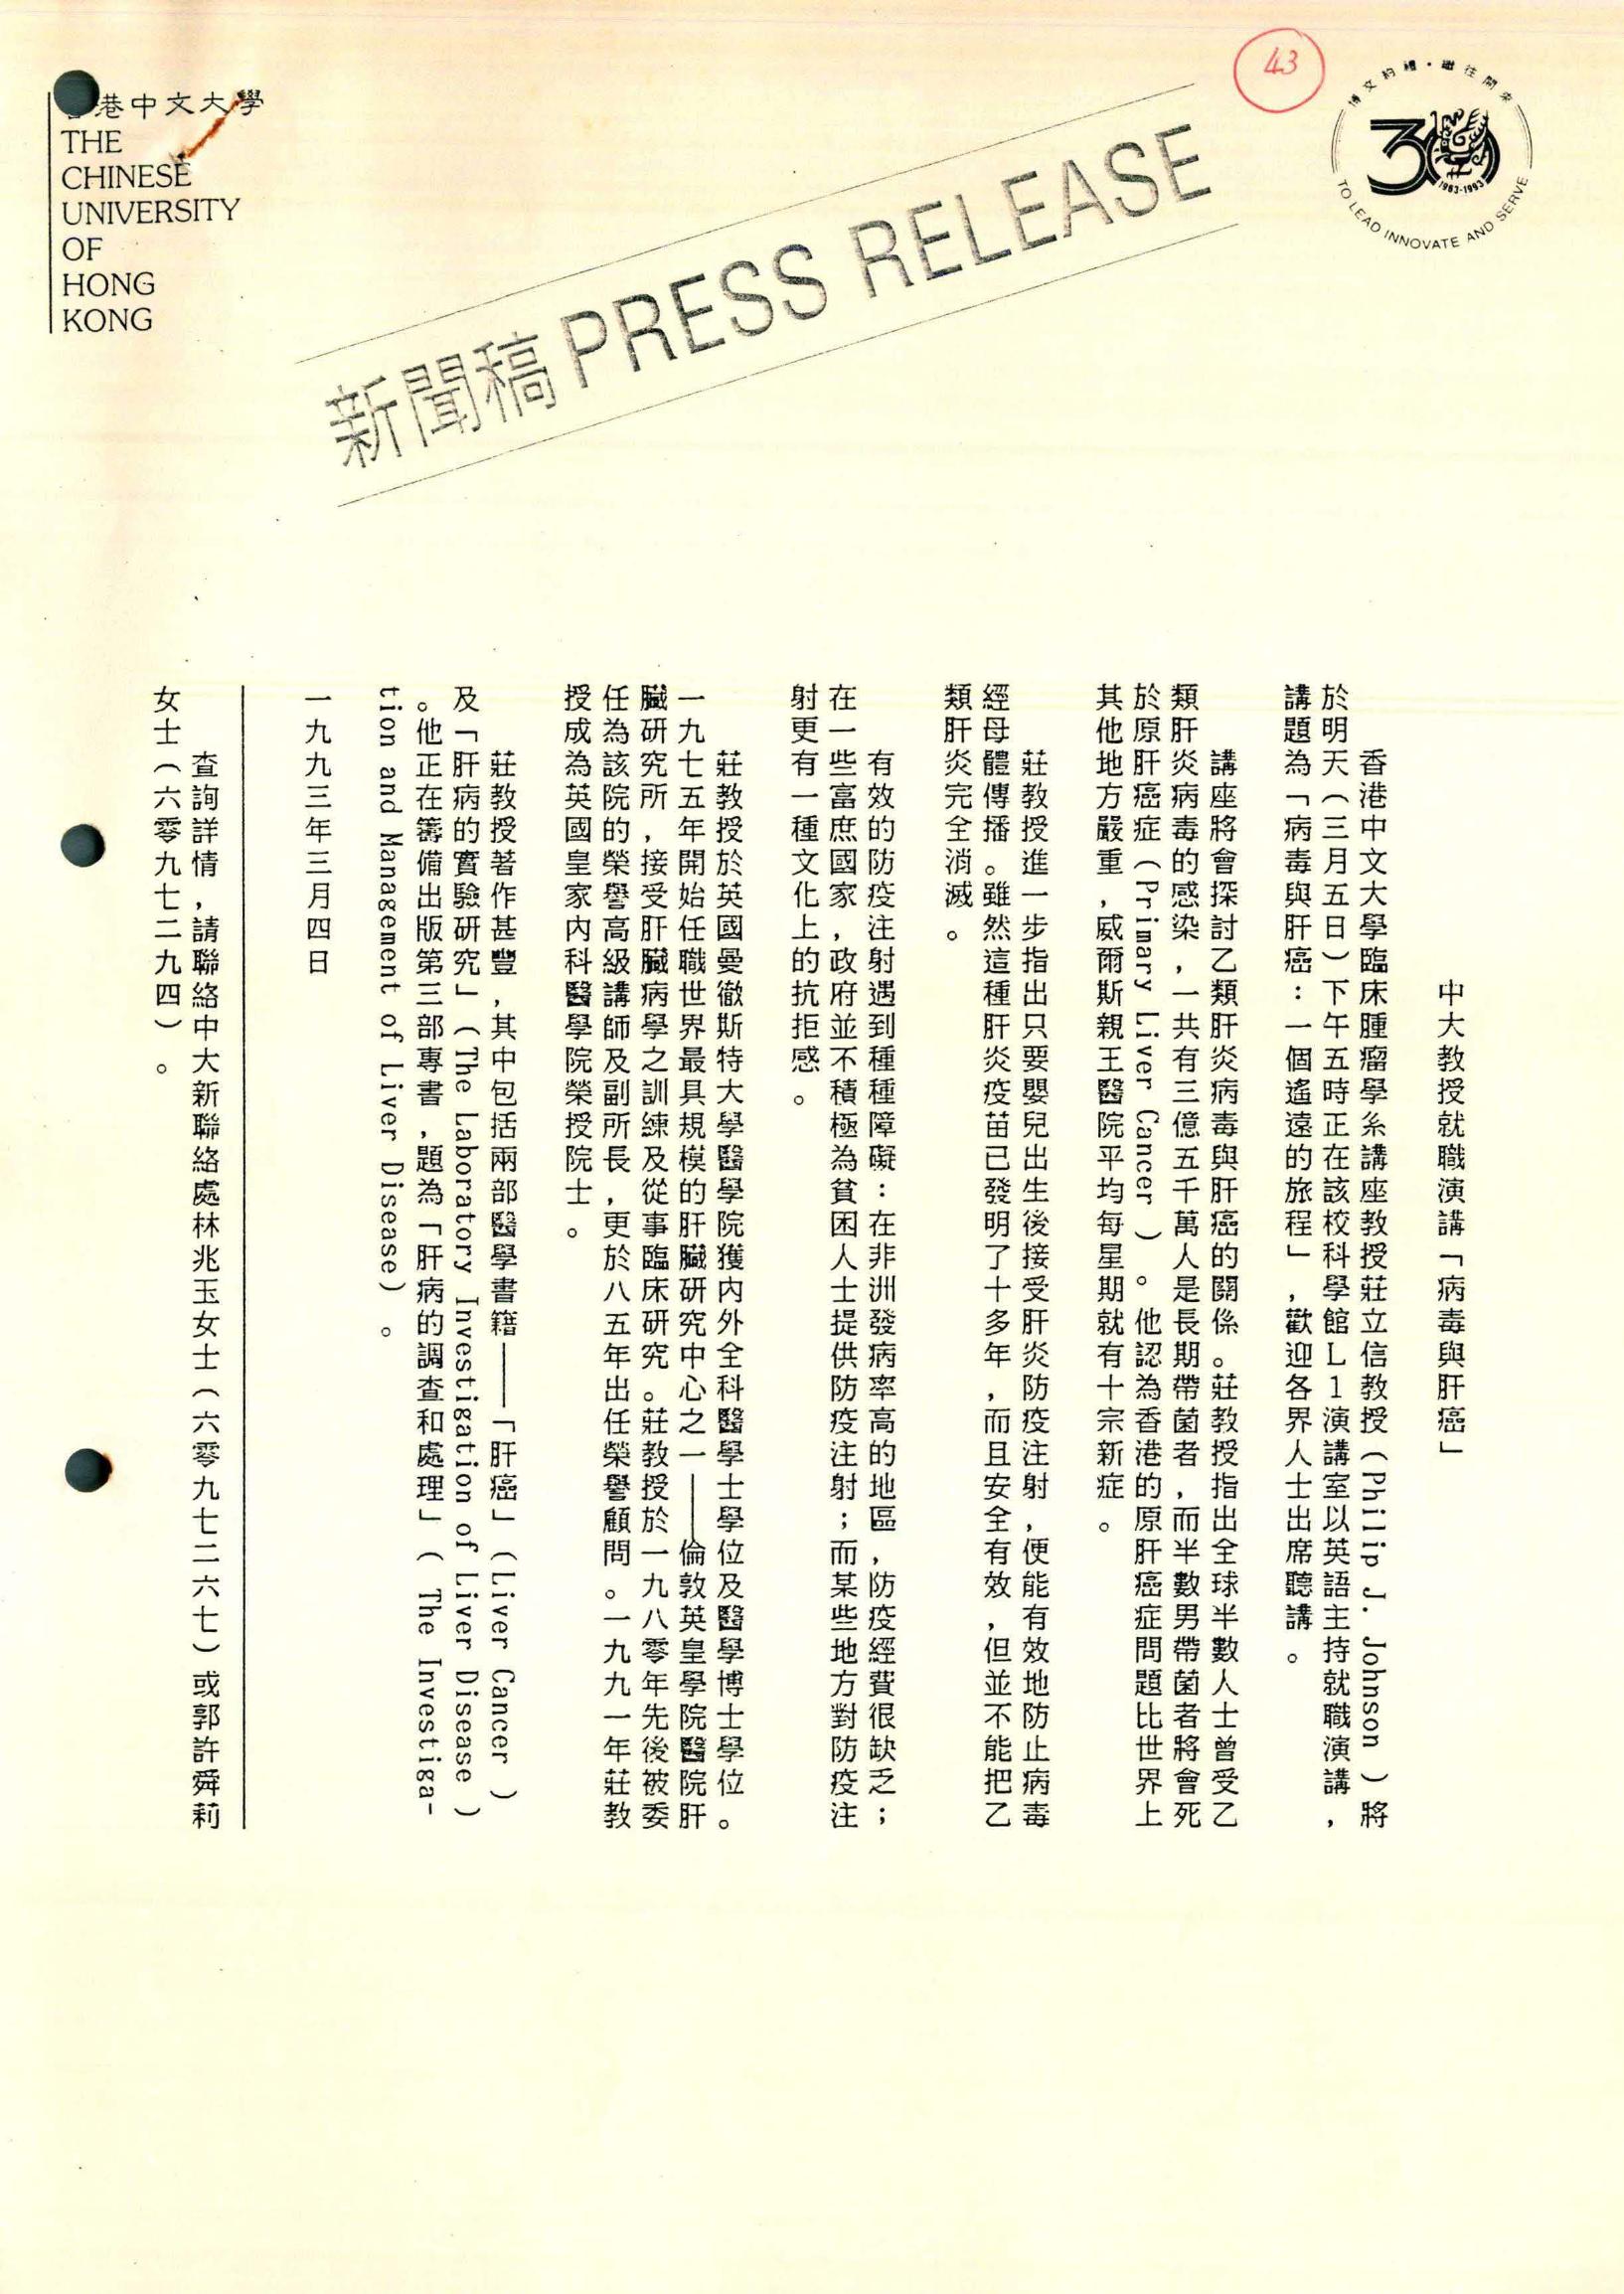 43
博文約禮·繼往開來
30
1963-1993
TO LEAD INNOVATE AND SERVE
港中文大學
THE
CHINESE
UNIVERSITY
OF
HONG
KONG
新聞稿 PRESS RELEASE
中大教授就職演講「病毒與肝癌」
香港中文大學臨床腫瘤學系講座教授莊立信教授（Philip J. Johnson）將
於明天（三月五日）下午五時正在該校科學館L1演講室以英語主持就職演講，
講題為「病毒與肝癌：一個遙遠的旅程」，歡迎各界人士出席聽講。
講座將會探討乙類肝炎病毒與肝癌的關係。莊教授指出全球半數人士曾受乙
類肝炎病毒的感染，一共有三億五千萬人是長期帶菌者，而半數男帶菌者將會死
於原肝癌症（Primary Liver Cancer）。他認為香港的原肝癌症問題比世界上
其他地方嚴重，威爾斯親王醫院平均每星期就有十宗新症。
莊教授進一步指出只要嬰兒出生後接受肝炎防疫注射，便能有效地防止病毒
經母體傳播。雖然這種肝炎疫苗已發明了十多年，而且安全有效，但並不能把乙
類肝炎完全消滅。
有效的防疫注射遇到種種障礙：在非洲發病率高的地區，防疫經費很缺乏；
在一些富庶國家，政府並不積極為貧困人士提供防疫注射；而某些地方對防疫注
射更有一種文化上的抗拒感。
莊教授於英國曼徹斯特大學醫學院獲內外全科醫學士學位及醫學博士學位。
一九七五年開始任職世界最具規模的肝臟研究中心之一——倫敦英皇學院醫院肝
臟研究所，接受肝臟病學之訓練及從事臨床研究。莊教授於一九八零年先後被委
任為該院的榮譽高級講師及副所長，更於八五年出任榮譽顧問。一九九一年莊教
授成為英國皇家內科醫學院榮授院士。
莊教授著作甚豐，其中包括兩部醫學書籍——「肝癌」（Liver Cancer）
及「肝病的實驗研究」（The Laboratory Investigation of Liver Disease）
。他正在籌備出版第三部專書，題為「肝病的調查和處理」（The Investiga-
tion and Management of Liver Disease）。
一九九三年三月四日
查詢詳情，請聯絡中大新聯絡處林兆玉女士（六零九七二六七）或郭許舜莉
女士（六零九七二九四）。